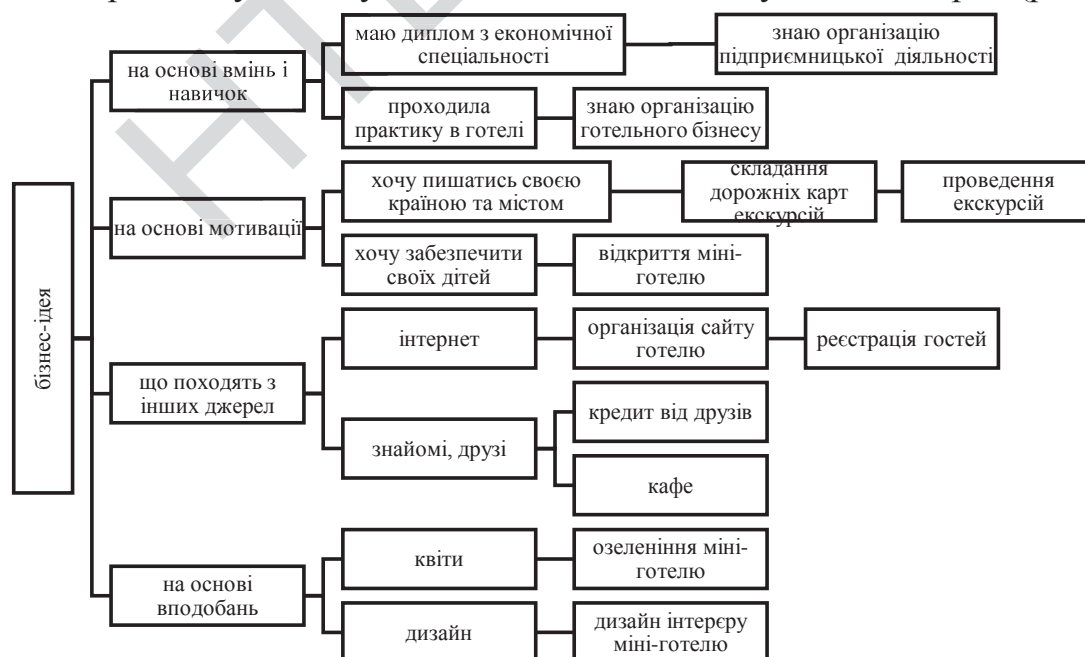 маю диплом з економічної
спеціальності
знаю організацію
підприємницької діяльності
на основі вмінь і
навичок
проходила
практику в готелі
знаю організацію
готельного бізнесу
хочу пишатись своєю
країною та містом
складання
дорожніх карт
екскурсій
проведення
екскурсій
на основі мотивації
хочу забезпечити
своїх дітей
відкриття міні-
готелю
бізнес-ідея
інтернет
організація сайту
готелю
реєстрація гостей
що походять з
інших джерел
кредит від друзів
знайомі, друзі
кафе
квіти
озеленіння міні-
готелю
на основі
вподобань
дизайн
дизайн інтерєру
міні-готелю